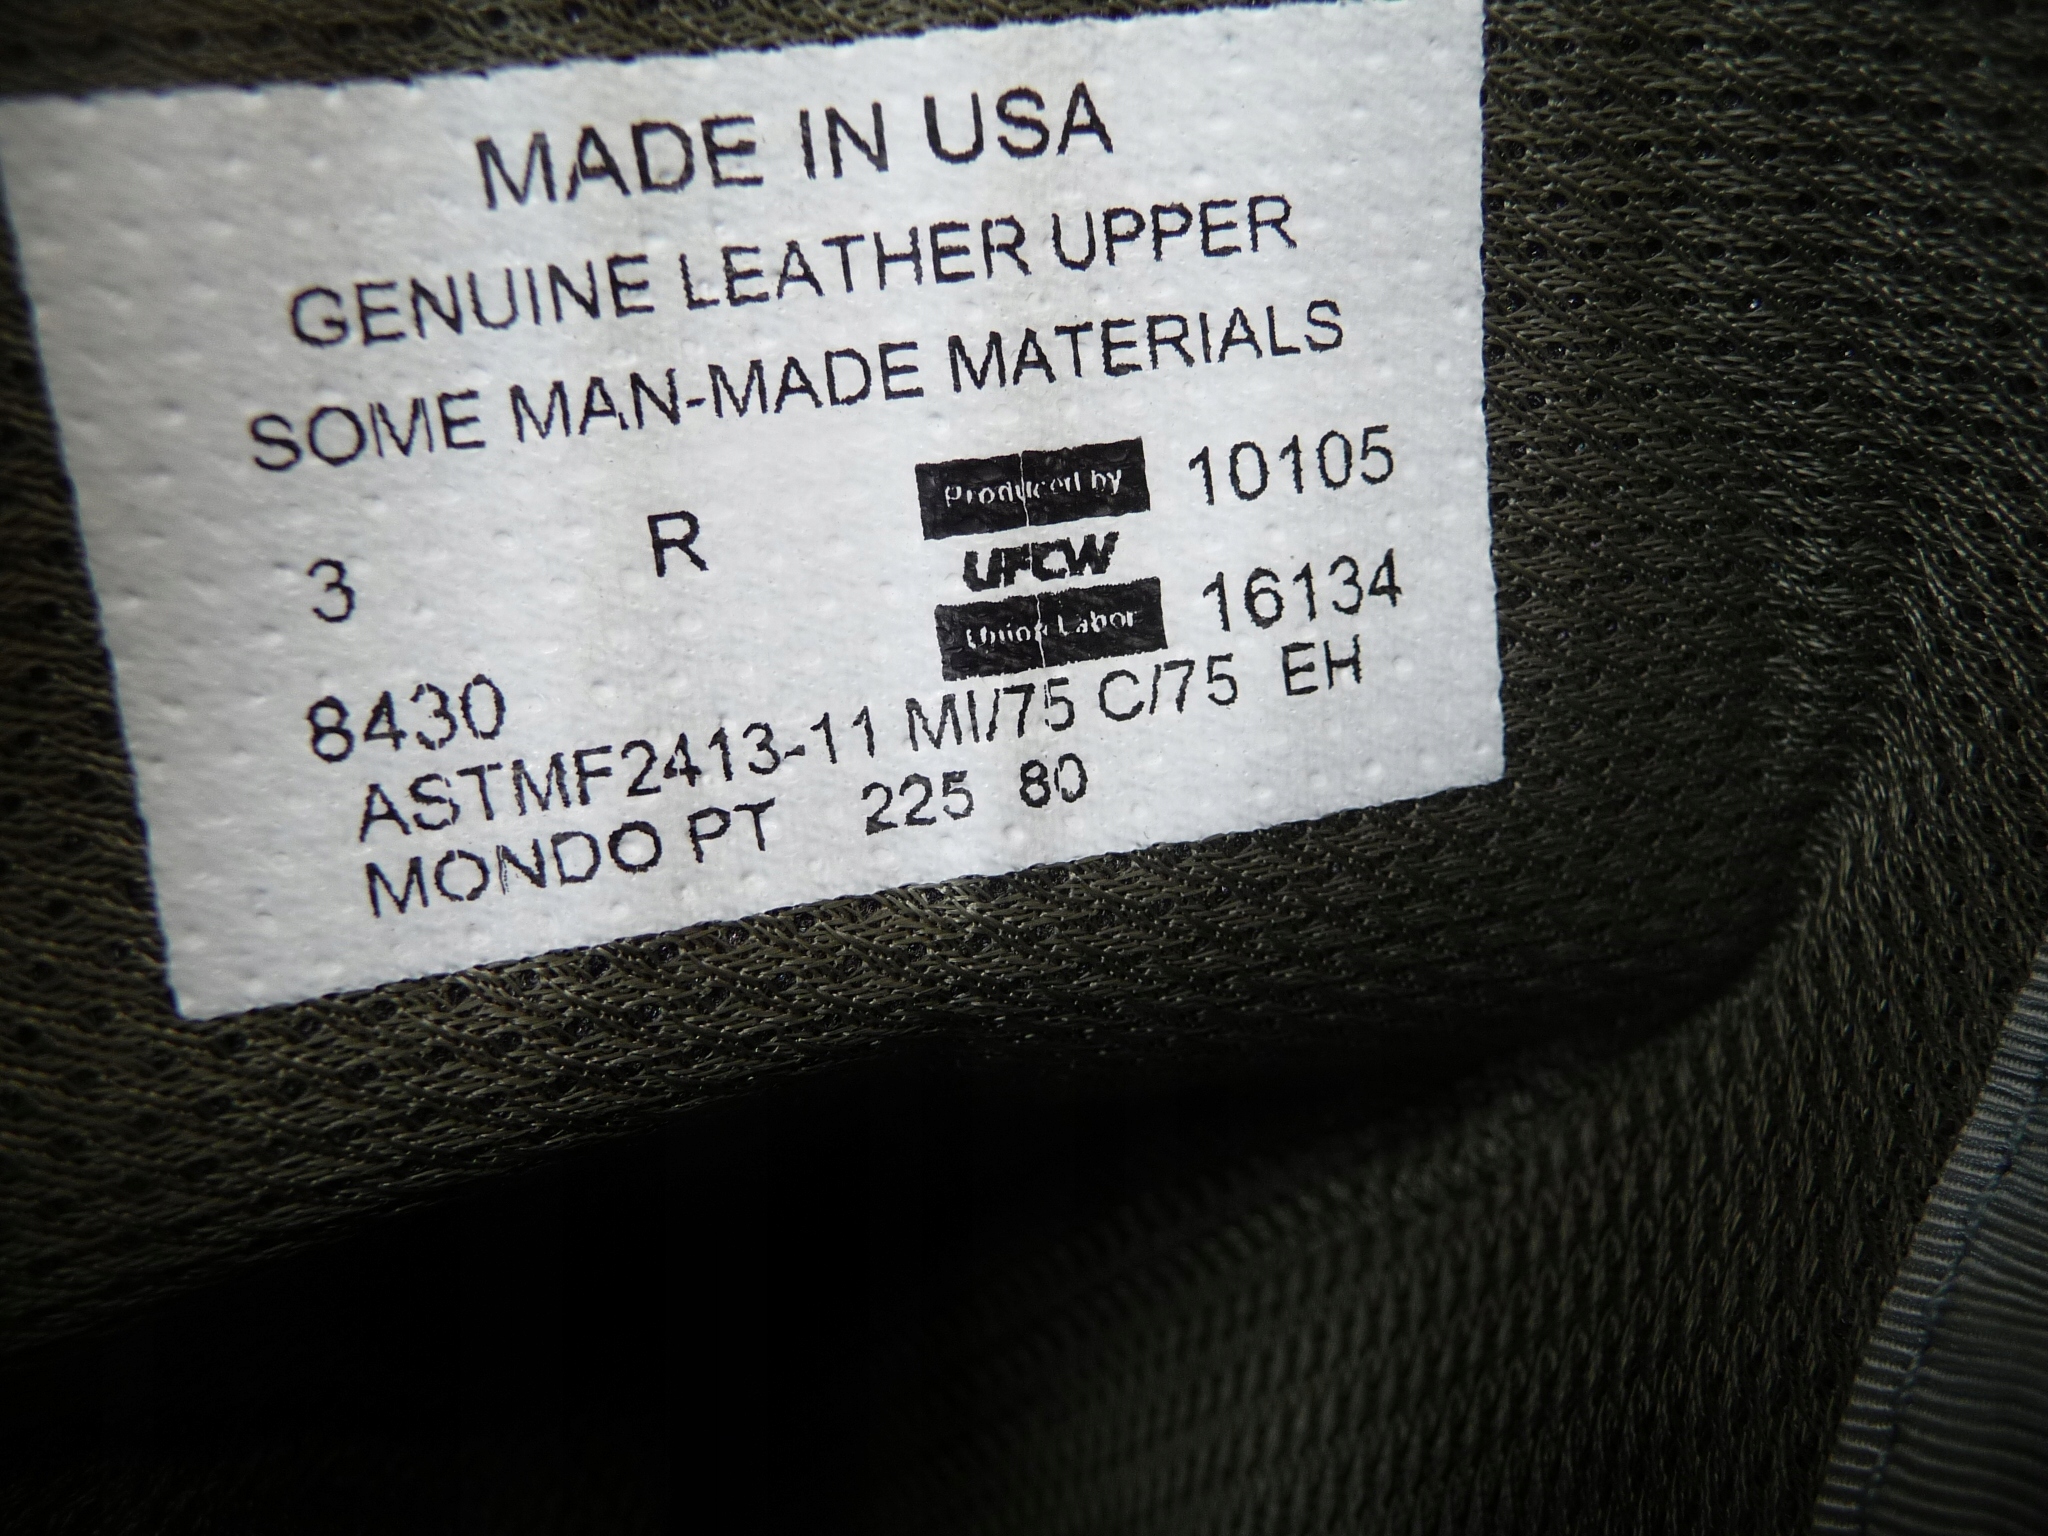 MADE IN USA
GENUINE LEATHER UPPER
SOME MAN-MADE MATERIALS
3 R Produced by 10105
UFCW
Union Labor 16134
8430
ASTMF2413-11 MI/75 C/75 EH
MONDO PT 225 80